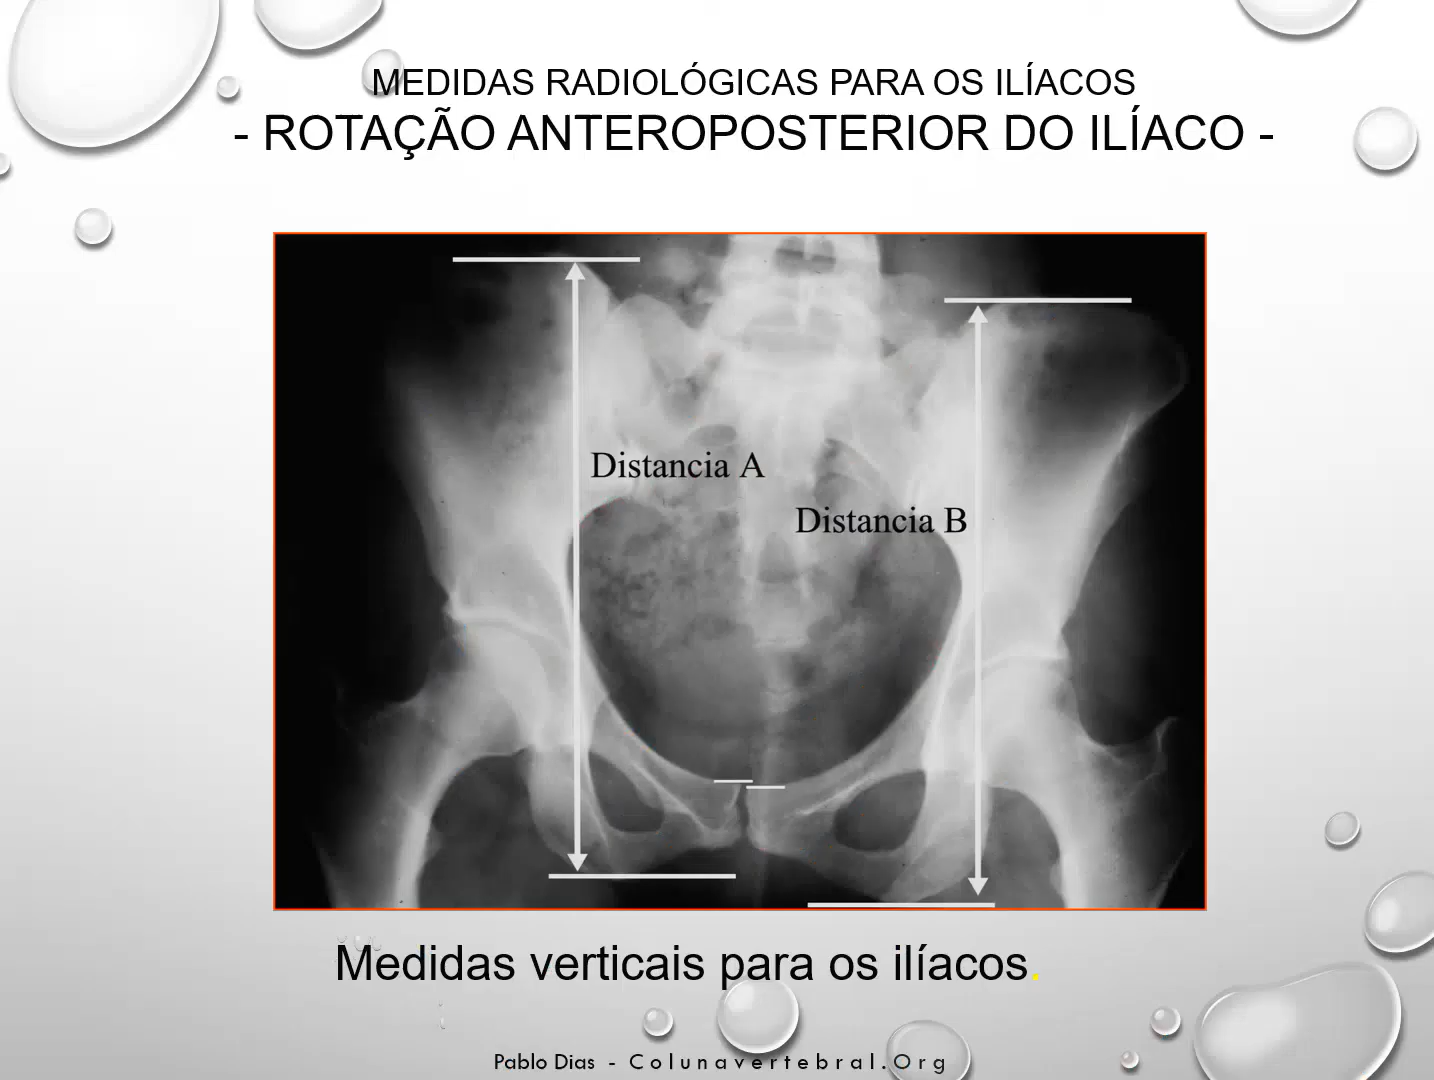 MEDIDAS RADIOLÓGICAS PARA OS ILÍACOS
- ROTAÇÃO ANTEROPOSTERIOR DO ILÍACO -
Distancia A
Distancia B
Medidas verticais para os ilíacos.
Pablo Dias - Colunavertebral.Org